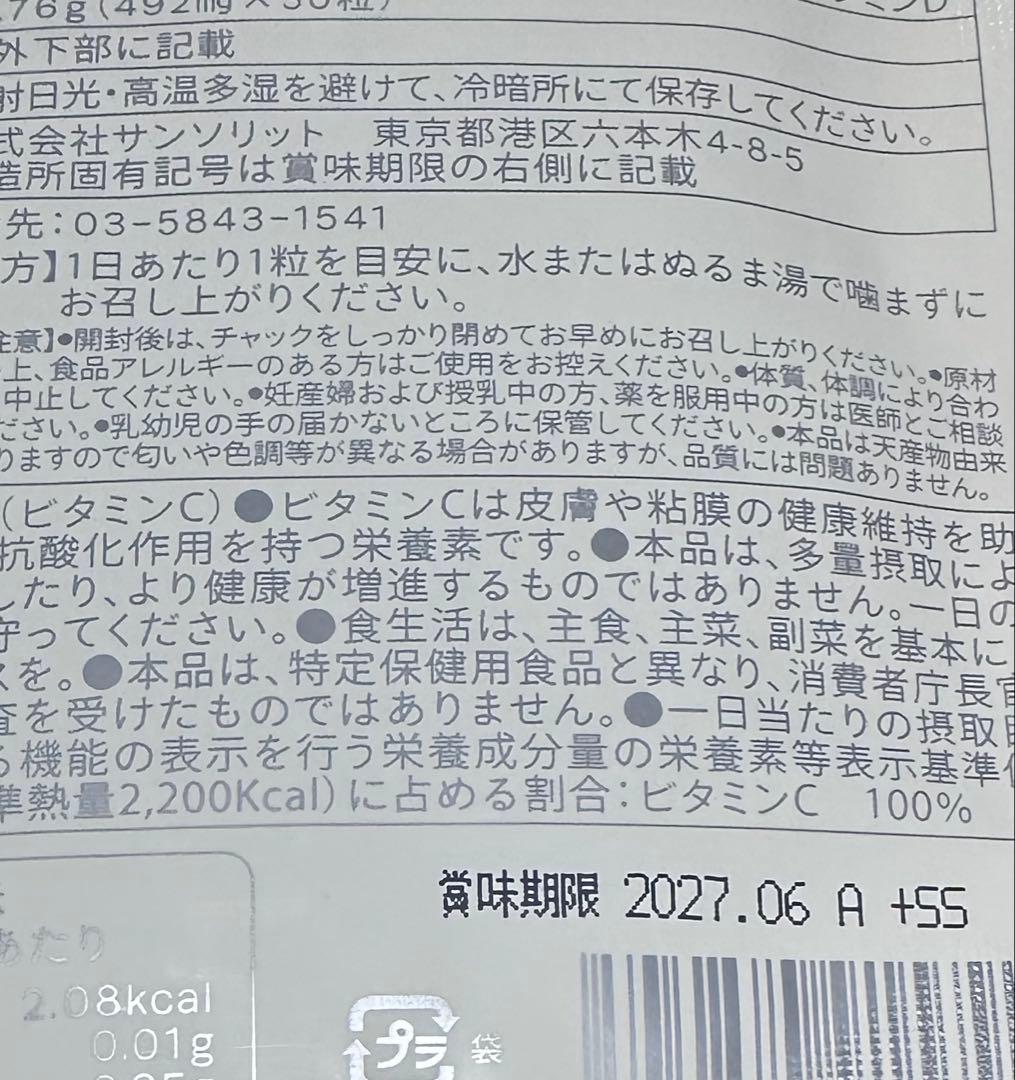 .76g(492mg×30粒)
外下部に記載
射日光・高温多湿を避けて、冷暗所にて保存してください。
式会社サンソリット 東京都港区六本木4-8-5
造所固有記号は賞味期限の右側に記載
先：03-5843-1541
方】1日あたり1粒を目安に、水またはぬるま湯で噛まずに
お召し上がりください。
注意】●開封後は、チャックをしっかり閉めてお早めにお召し上がりください。●原材
上、食品アレルギーのある方はご使用をお控えください。●体質、体調により合わ
中止してください。●妊産婦および授乳中の方、薬を服用中の方は医師とご相談
ださい。●乳幼児の手の届かないところに保管してください。●本品は天産物由来
りますので匂いや色調等が異なる場合がありますが、品質には問題ありません。
（ビタミンC）●ビタミンCは皮膚や粘膜の健康維持を助
抗酸化作用を持つ栄養素です。●本品は、多量摂取によ
したり、より健康が増進するものではありません。一日の
守ってください。●食生活は、主食、主菜、副菜を基本に
スを。●本品は、特定保健用食品と異なり、消費者庁長官
査を受けたものではありません。●一日当たりの摂取目
る機能の表示を行う栄養成分量の栄養素等表示基準値
準熱量2,200Kcal）に占める割合：ビタミンC 100%
賞味期限 2027.06 A +SS
あたり
2.08kcal
0.01g
プラ 袋